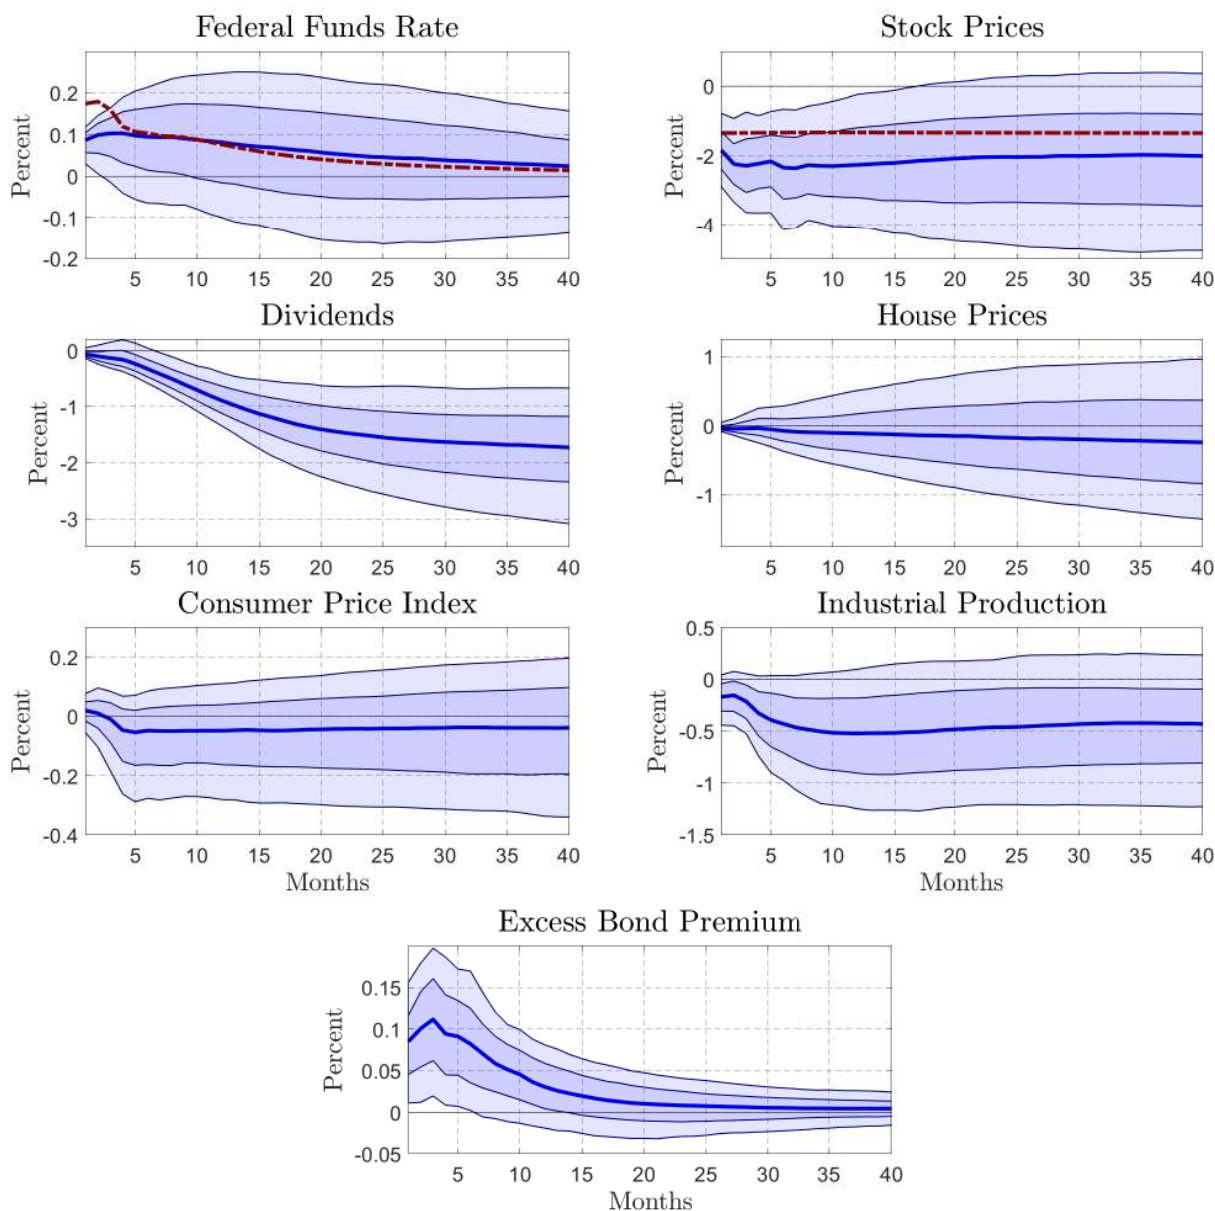 Federal Funds Rate
Percent
0.2
0.1
0
-0.1
-0.2
5 10 15 20 25 30 35 40
Stock Prices
Percent
0
-2
-4
5 10 15 20 25 30 35 40
Dividends
Percent
0
-1
-2
-3
5 10 15 20 25 30 35 40
House Prices
Percent
1
0
-1
5 10 15 20 25 30 35 40
Consumer Price Index
Percent
0.2
0
-0.2
-0.4
5 10 15 20 25 30 35 40
Months
Industrial Production
Percent
0.5
0
-0.5
-1
-1.5
5 10 15 20 25 30 35 40
Months
Excess Bond Premium
Percent
0.15
0.1
0.05
0
-0.05
5 10 15 20 25 30 35 40
Months